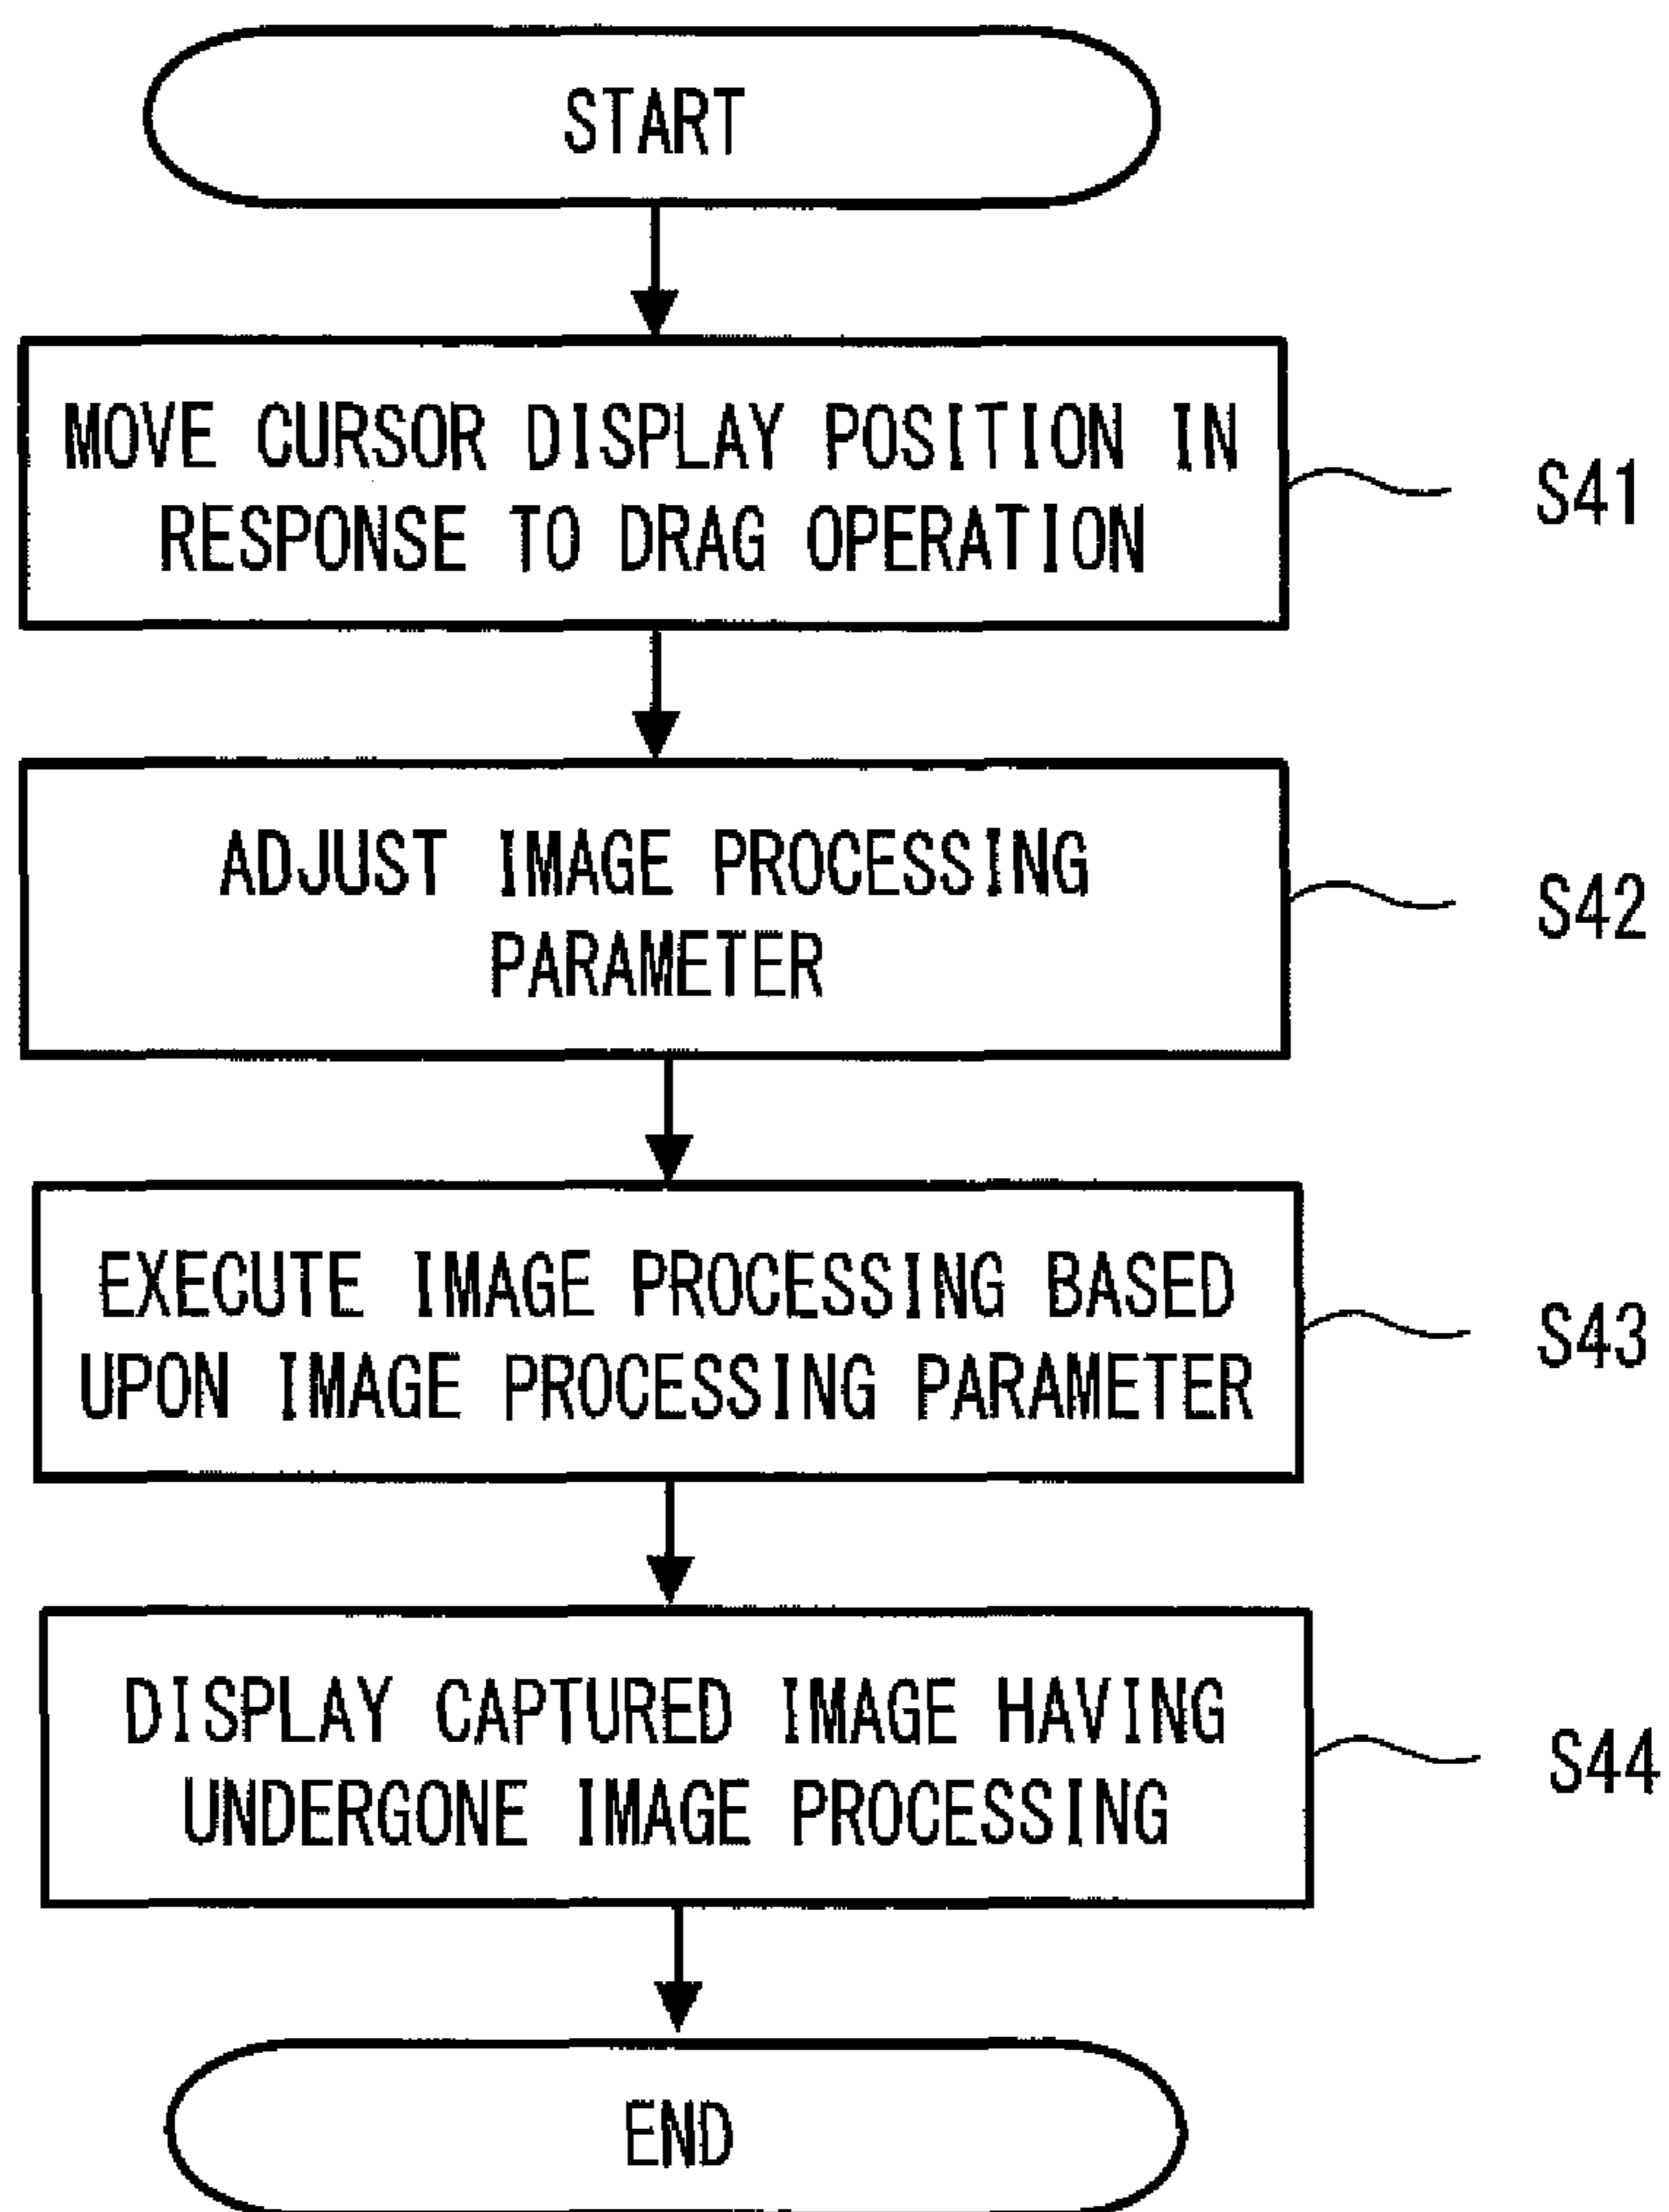 START
MOVE CURSOR DISPLAY POSITION IN
RESPONSE TO DRAG OPERATION
S41
ADJUST IMAGE PROCESSING
PARAMETER
S42
EXECUTE IMAGE PROCESSING BASED
UPON IMAGE PROCESSING PARAMETER
S43
DISPLAY CAPTURED IMAGE HAVING
UNDERGONE IMAGE PROCESSING
S44
END